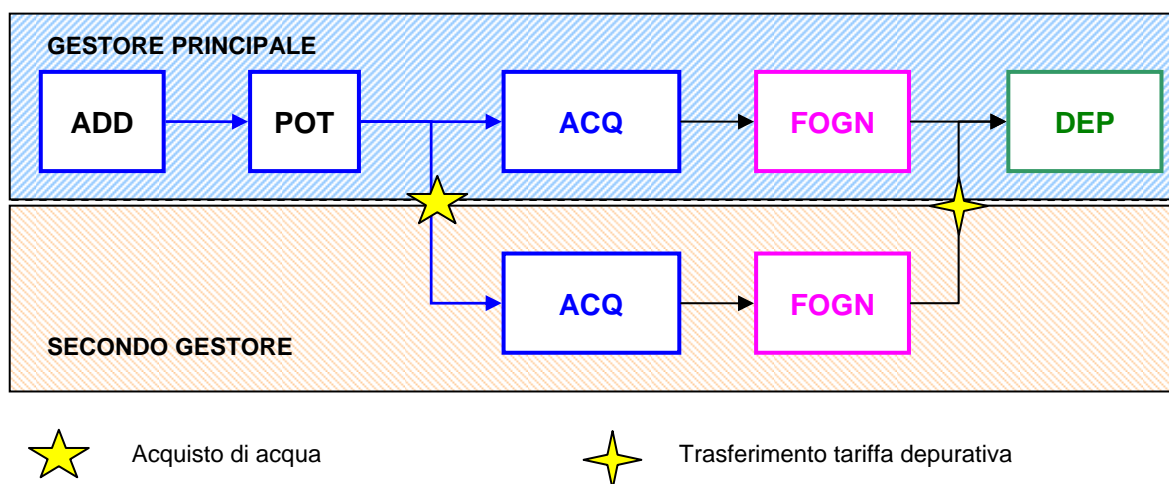 GESTORE PRINCIPALE
ADD
POT
ACQ
FOGN
DEP
ACQ
FOGN
SECONDO GESTORE
Acquisto di acqua
Trasferimento tariffa depurativa